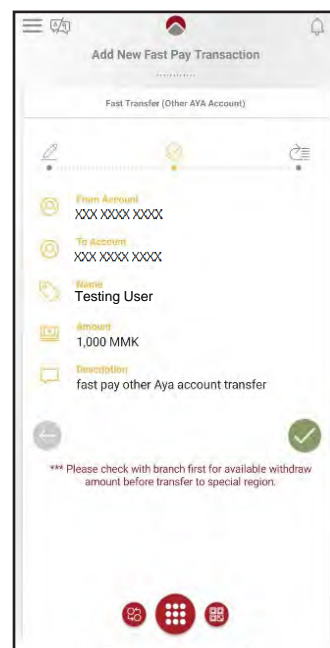 Add New Fast Pay Transaction
Fast Transfer (Other AYA Account)
From Account
XXX XXXX XXXX
To Account
XXX XXXX XXXX
Name
Testing User
Amount
1,000 MMK
Description
fast pay other Aya account transfer
*** Please check with branch first for available withdraw
amount before transfer to special region.